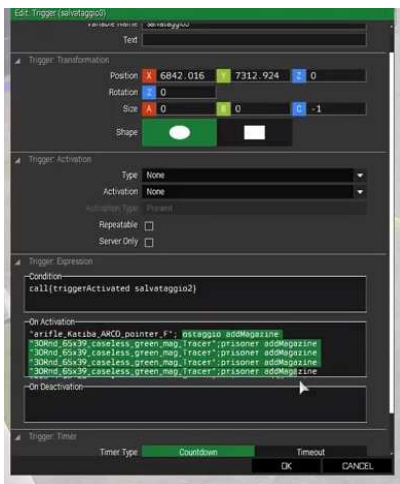 Edit: Trigger (salvataggio0)
Variable Name salvataggio0
Text
Trigger: Transformation
Position X 6842.016 Y 7312.924 Z 0
Rotation Z 0
Size A 0 B 0 C -1
Shape
Trigger: Activation
Type None
Activation None
Activation Type Present
Repeatable
Server Only
Trigger: Expression
Condition
call{triggerActivated salvataggio2}
On Activation
"arifle_Katiba_ARCO_pointer_F"; ostaggio addMagazine
"30Rnd_65x39_caseless_green_mag_Tracer";prisoner addMagazine
"30Rnd_65x39_caseless_green_mag_Tracer";prisoner addMagazine
"30Rnd_65x39_caseless_green_mag_Tracer";prisoner addMagazine
On Deactivation
Trigger: Timer
Timer Type Countdown Timeout
OK CANCEL